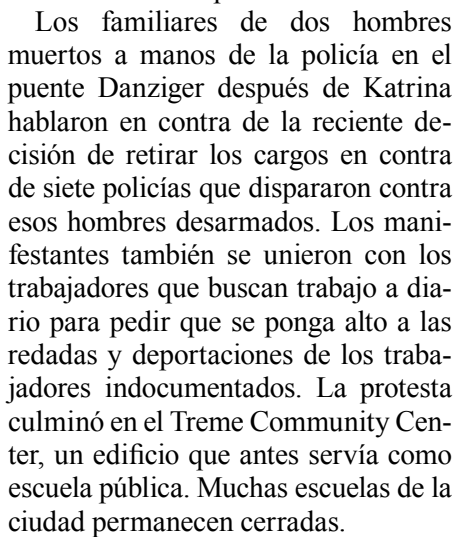 Los familiares de dos hombres
muertos a manos de la policía en el
puente Danziger después de Katrina
hablaron en contra de la reciente de-
cisión de retirar los cargos en contra
de siete policías que dispararon contra
esos hombres desarmados. Los mani-
festantes también se unieron con los
trabajadores que buscan trabajo a dia-
rio para pedir que se ponga alto a las
redadas y deportaciones de los traba-
jadores indocumentados. La protesta
culminó en el Treme Community Cen-
ter, un edificio que antes servía como
escuela pública. Muchas escuelas de la
ciudad permanecen cerradas.